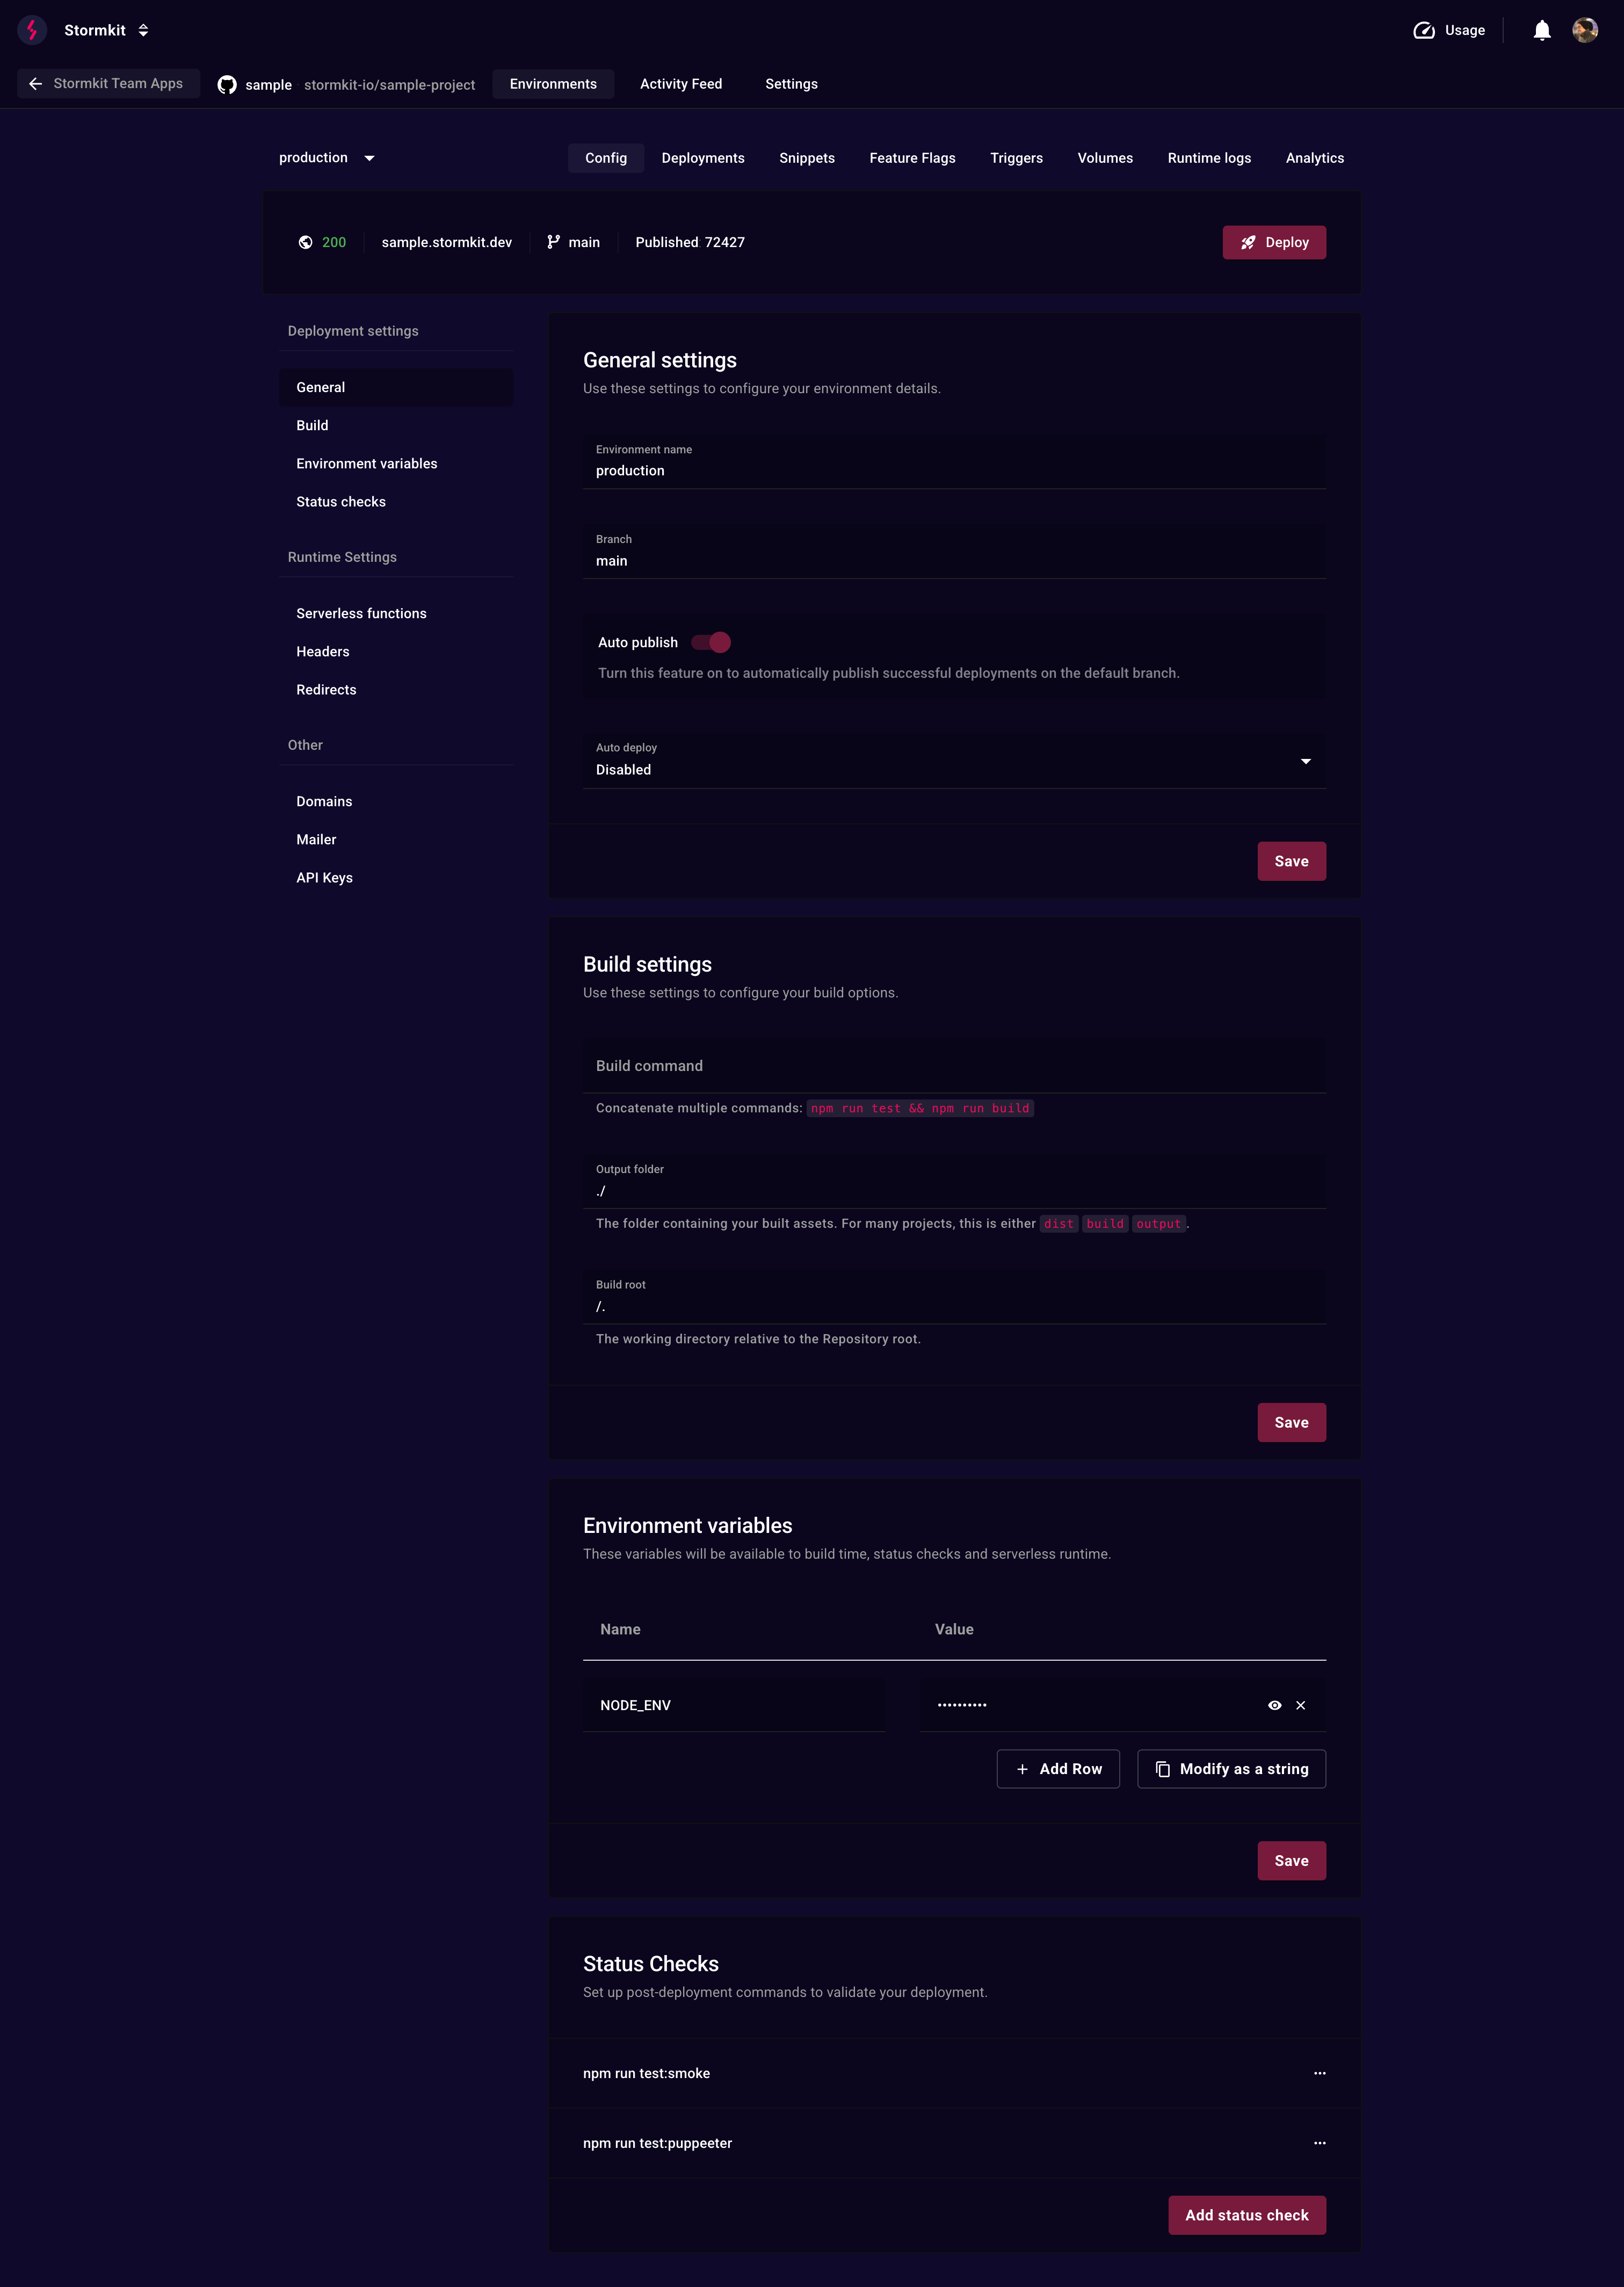 Stormkit
Usage
Stormkit Team Apps
sample stormkit-io/sample-project
Environments
Activity Feed
Settings
production
Config
Deployments
Snippets
Feature Flags
Triggers
Volumes
Runtime logs
Analytics
200
sample.stormkit.dev
main
Published: 72427
Deploy
Deployment settings
General
Build
Environment variables
Status checks
Runtime Settings
Serverless functions
Headers
Redirects
Other
Domains
Mailer
API Keys
General settings
Use these settings to configure your environment details.
Environment name
production
Branch
main
Auto publish
Turn this feature on to automatically publish successful deployments on the default branch.
Auto deploy
Disabled
Save
Build settings
Use these settings to configure your build options.
Build command
Concatenate multiple commands: npm run test && npm run build
Output folder
./
The folder containing your built assets. For many projects, this is either dist build output.
Build root
/.
The working directory relative to the Repository root.
Save
Environment variables
These variables will be available to build time, status checks and serverless runtime.
Name Value
NODE_ENV ••••••••••
Add Row
Modify as a string
Save
Status Checks
Set up post-deployment commands to validate your deployment.
npm run test:smoke
npm run test:puppeeter
Add status check